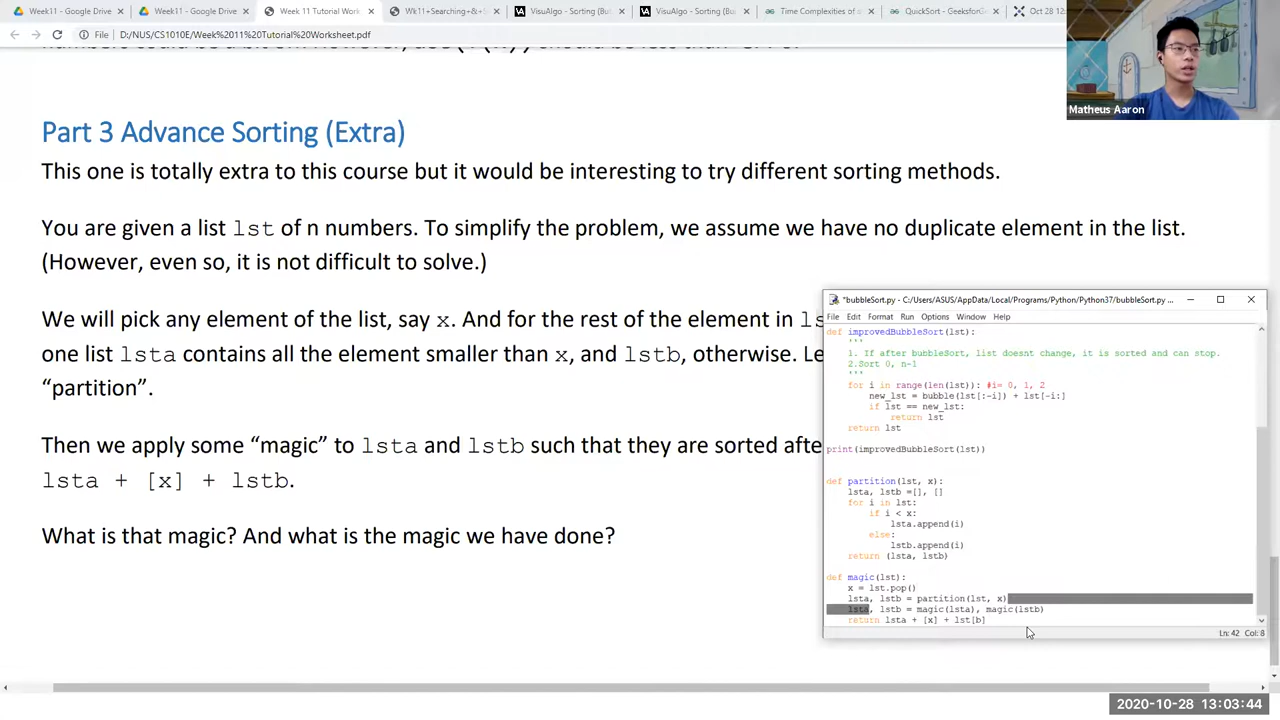 Week11 - Google Drive
Week11 - Google Drive
Week 11 Tutorial Work
Wk11+Searching+&+
VisuAlgo - Sorting (Bu
VisuAlgo - Sorting (Bu
Time Complexities of a
QuickSort - GeeksforG
Oct 28 12
File
D:/NUS/CS1010E/Week%2011%20Tutorial%20Worksheet.pdf
Matheus Aaron
Part 3 Advance Sorting (Extra)
This one is totally extra to this course but it would be interesting to try different sorting methods.
You are given a list lst of n numbers. To simplify the problem, we assume we have no duplicate element in the list.
(However, even so, it is not difficult to solve.)
We will pick any element of the list, say x. And for the rest of the element in ls
one list lsta contains all the element smaller than x, and lstb, otherwise. Le
“partition”.
Then we apply some “magic” to lsta and lstb such that they are sorted afte
lsta + [x] + lstb.
What is that magic? And what is the magic we have done?
*bubbleSort.py - C:/Users/ASUS/AppData/Local/Programs/Python/Python37/bubbleSort.py ...
File Edit Format Run Options Window Help
def improvedBubbleSort(lst):
'''
1. If after bubbleSort, list doesnt change, it is sorted and can stop.
2.Sort 0, n-1
'''
for i in range(len(lst)): #i= 0, 1, 2
new_lst = bubble(lst[:-i]) + lst[-i:]
if lst == new_lst:
return lst
return lst
print(improvedBubbleSort(lst))
def partition(lst, x):
lsta, lstb =[], []
for i in lst:
if i < x:
lsta.append(i)
else:
lstb.append(i)
return (lsta, lstb)
def magic(lst):
x = lst.pop()
lsta, lstb = partition(lst, x)
lsta, lstb = magic(lsta), magic(lstb)
return lsta + [x] + lst[b]
Ln: 42 Col: 8
2020-10-28 13:03:44